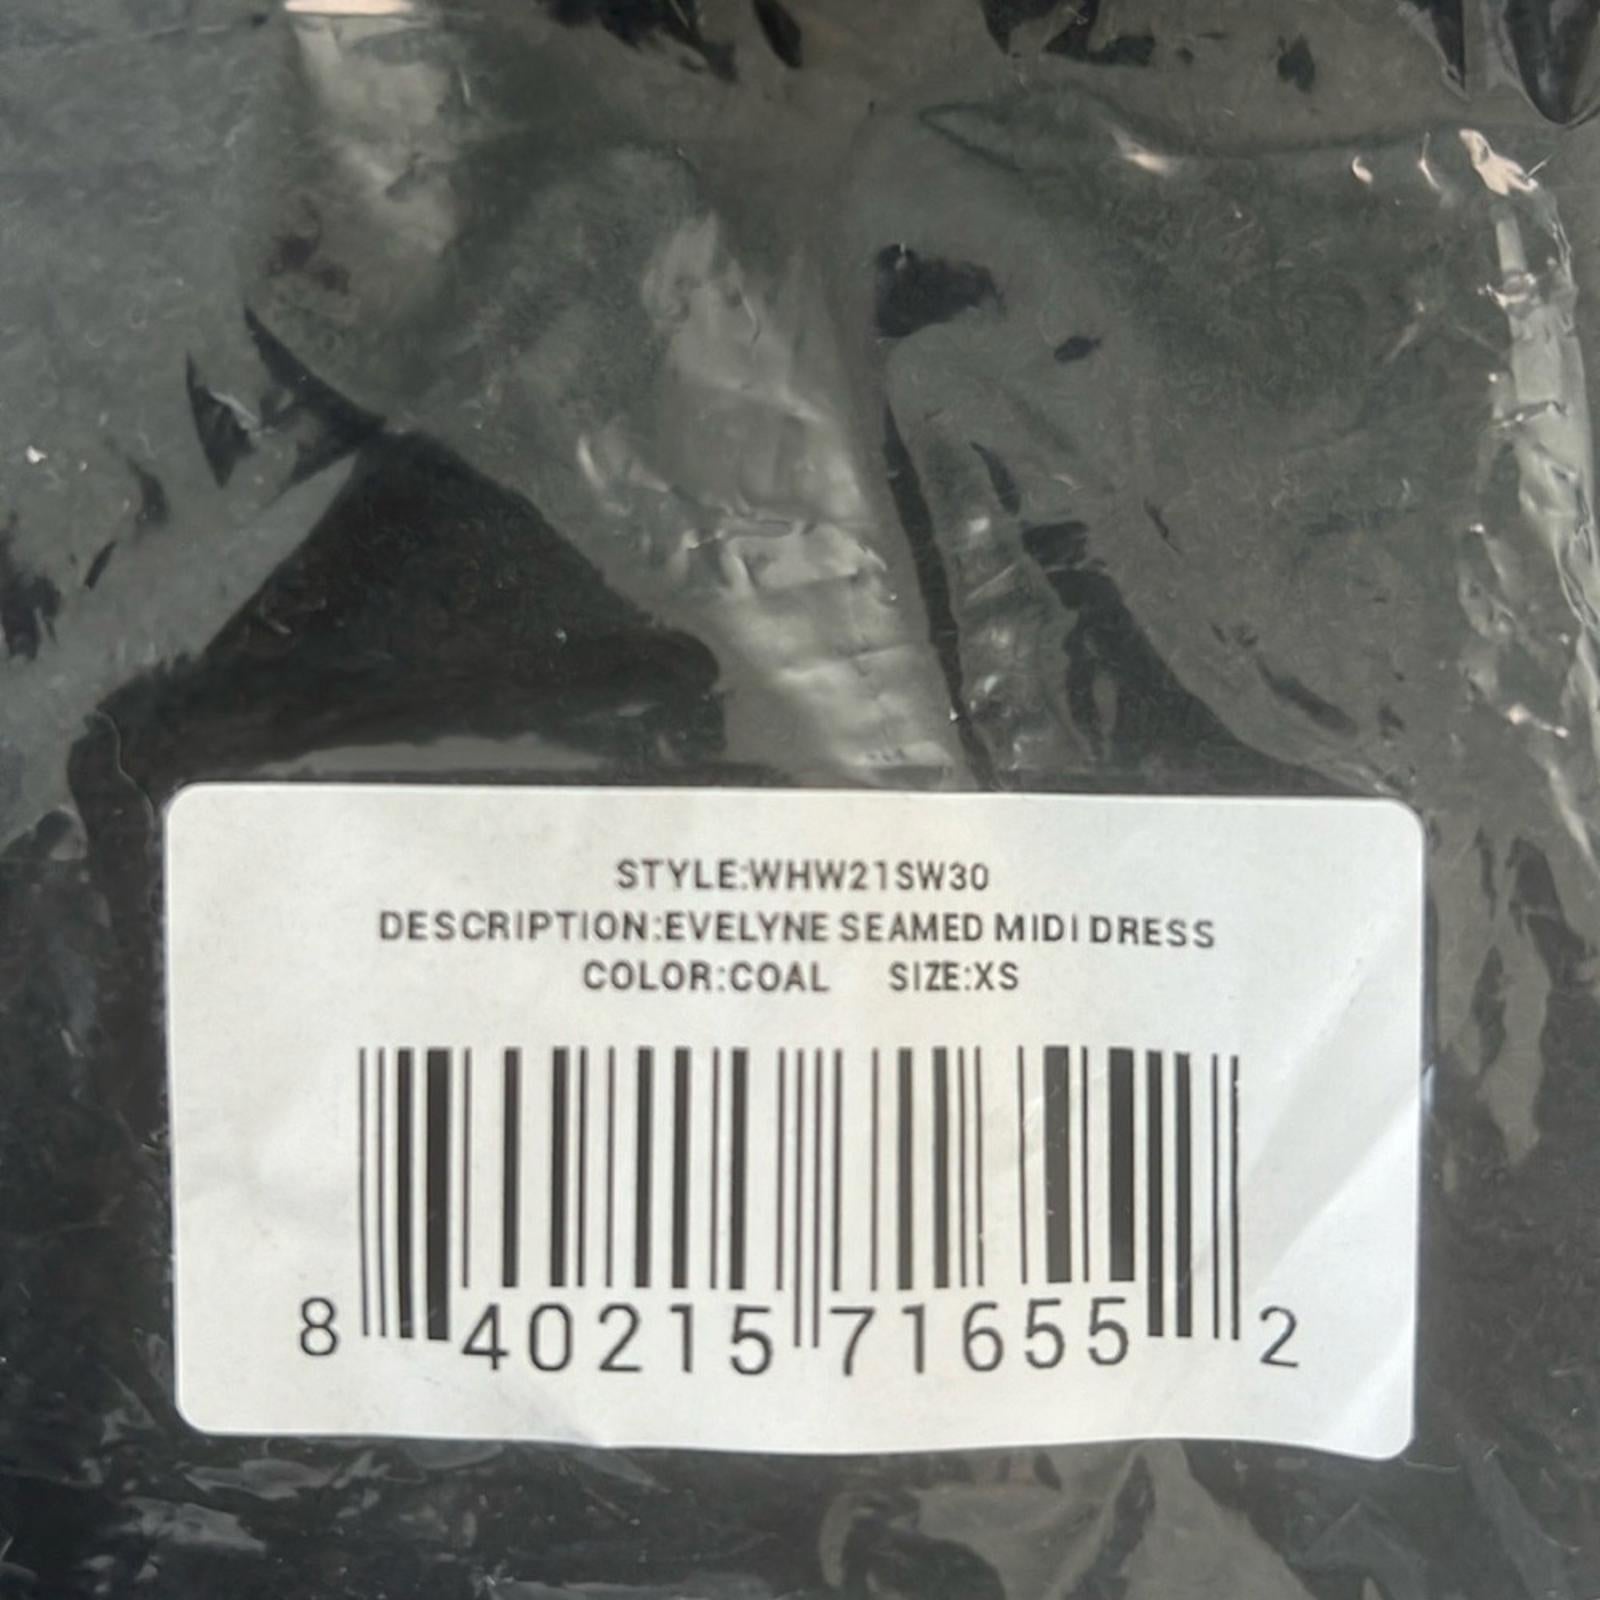 STYLE:WHW21SW30
DESCRIPTION:EVELYNE SEAMED MIDI DRESS
COLOR:COAL SIZE:XS
8 40215 71655 2